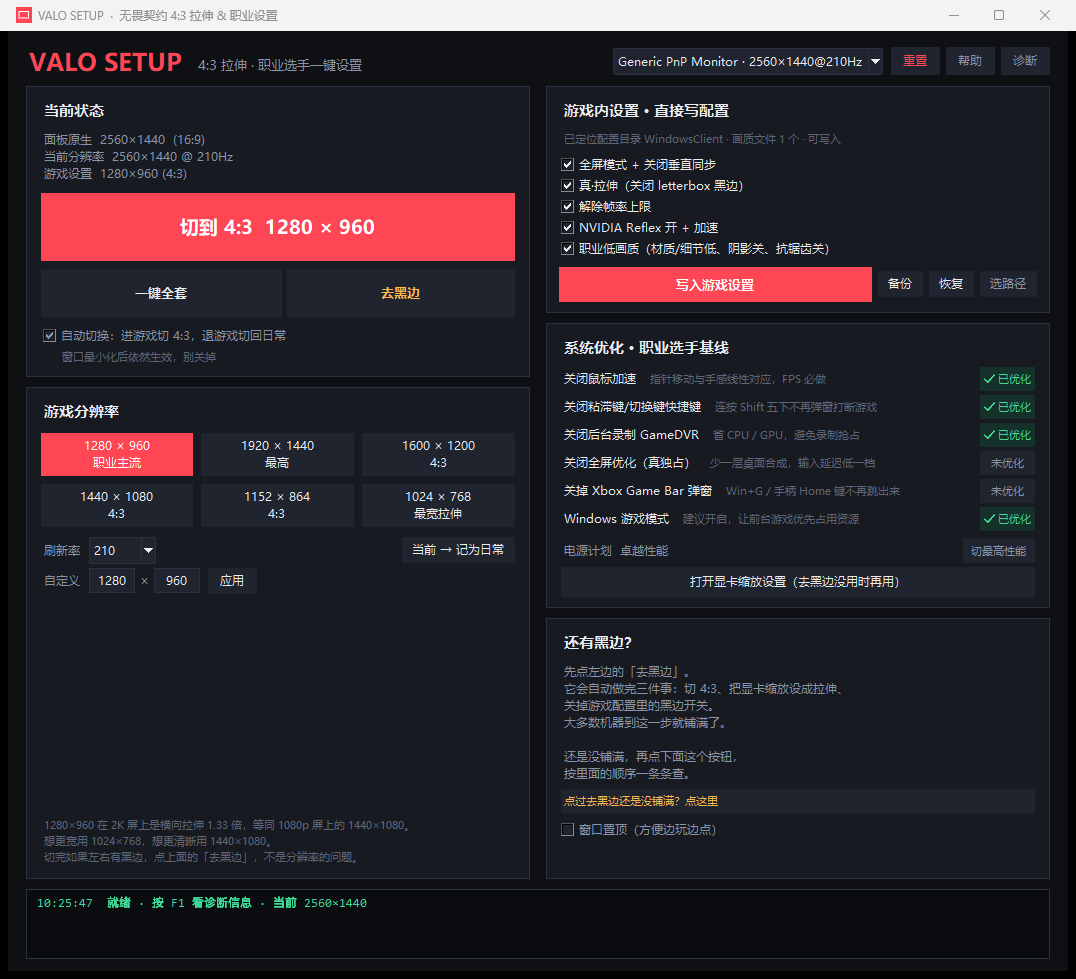 VALO SETUP · 无畏契约 4:3 拉伸 & 职业设置
VALO SETUP 4:3 拉伸 · 职业选手一键设置
Generic PnP Monitor · 2560×1440@210Hz
重置
帮助
诊断
当前状态
面板原生 2560×1440 (16:9)
当前分辨率 2560×1440 @ 210Hz
游戏设置 1280×960 (4:3)
切到 4:3 1280 × 960
一键全套
去黑边
自动切换：进游戏切 4:3，退游戏切回日常
窗口最小化后依然生效，别关掉
游戏分辨率
1280 × 960
职业主流
1920 × 1440
最高
1600 × 1200
4:3
1440 × 1080
4:3
1152 × 864
4:3
1024 × 768
最宽拉伸
刷新率 210
当前 → 记为日常
自定义 1280 × 960 应用
1280×960 在 2K 屏上是横向拉伸 1.33 倍，等同 1080p 屏上的 1440×1080。
想更宽用 1024×768，想更清晰用 1440×1080。
切完如果左右有黑边，点上面的「去黑边」，不是分辨率的问题。
游戏内设置 • 直接写配置
已定位配置目录 WindowsClient · 画质文件 1 个 · 可写入
全屏模式 + 关闭垂直同步
真·拉伸（关闭 letterbox 黑边）
解除帧率上限
NVIDIA Reflex 开 + 加速
职业低画质（材质/细节低、阴影关、抗锯齿关）
写入游戏设置
备份
恢复
选路径
系统优化 • 职业选手基线
关闭鼠标加速 指针移动与手感线性对应，FPS 必做 ✓ 已优化
关闭粘滞键/切换键快捷键 连按 Shift 五下不再弹窗打断游戏 ✓ 已优化
关闭后台录制 GameDVR 省 CPU / GPU，避免录制抢占 ✓ 已优化
关闭全屏优化（真独占） 少一层桌面合成，输入延迟低一档 未优化
关掉 Xbox Game Bar 弹窗 Win+G / 手柄 Home 键不再跳出来 未优化
Windows 游戏模式 建议开启，让前台游戏优先占用资源 ✓ 已优化
电源计划 卓越性能 切最高性能
打开显卡缩放设置（去黑边没用时再用）
还有黑边？
先点左边的「去黑边」。
它会自动做完三件事：切 4:3、把显卡缩放设成拉伸、
关掉游戏配置里的黑边开关。
大多数机器到这一步就铺满了。
还是没铺满，再点下面这个按钮，
按里面的顺序一条条查。
点过去黑边还是没铺满？点这里
窗口置顶（方便边玩边点）
10:25:47 就绪 · 按 F1 看诊断信息 · 当前 2560×1440